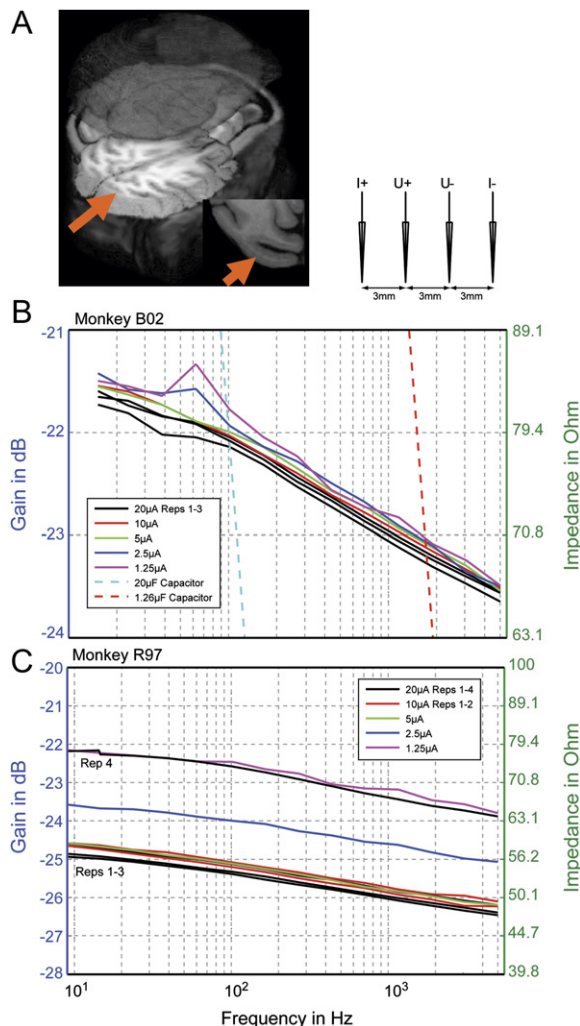 A
I+ U+ U- I-
3mm 3mm 3mm
B
Monkey B02
-21
-22
-23
-24
Gain in dB
89.1
79.4
70.8
63.1
Impedance in Ohm
20µA Reps 1-3
10µA
5µA
2.5µA
1.25µA
20µF Capacitor
1.26µF Capacitor
C
Monkey R97
-20
-21
-22
-23
-24
-25
-26
-27
-28
Gain in dB
100
89.1
79.4
70.8
63.1
56.2
50.1
44.7
39.8
Impedance in Ohm
20µA Reps 1-4
10µA Reps 1-2
5µA
2.5µA
1.25µA
Rep 4
Reps 1-3
10¹ 10² 10³
Frequency in Hz